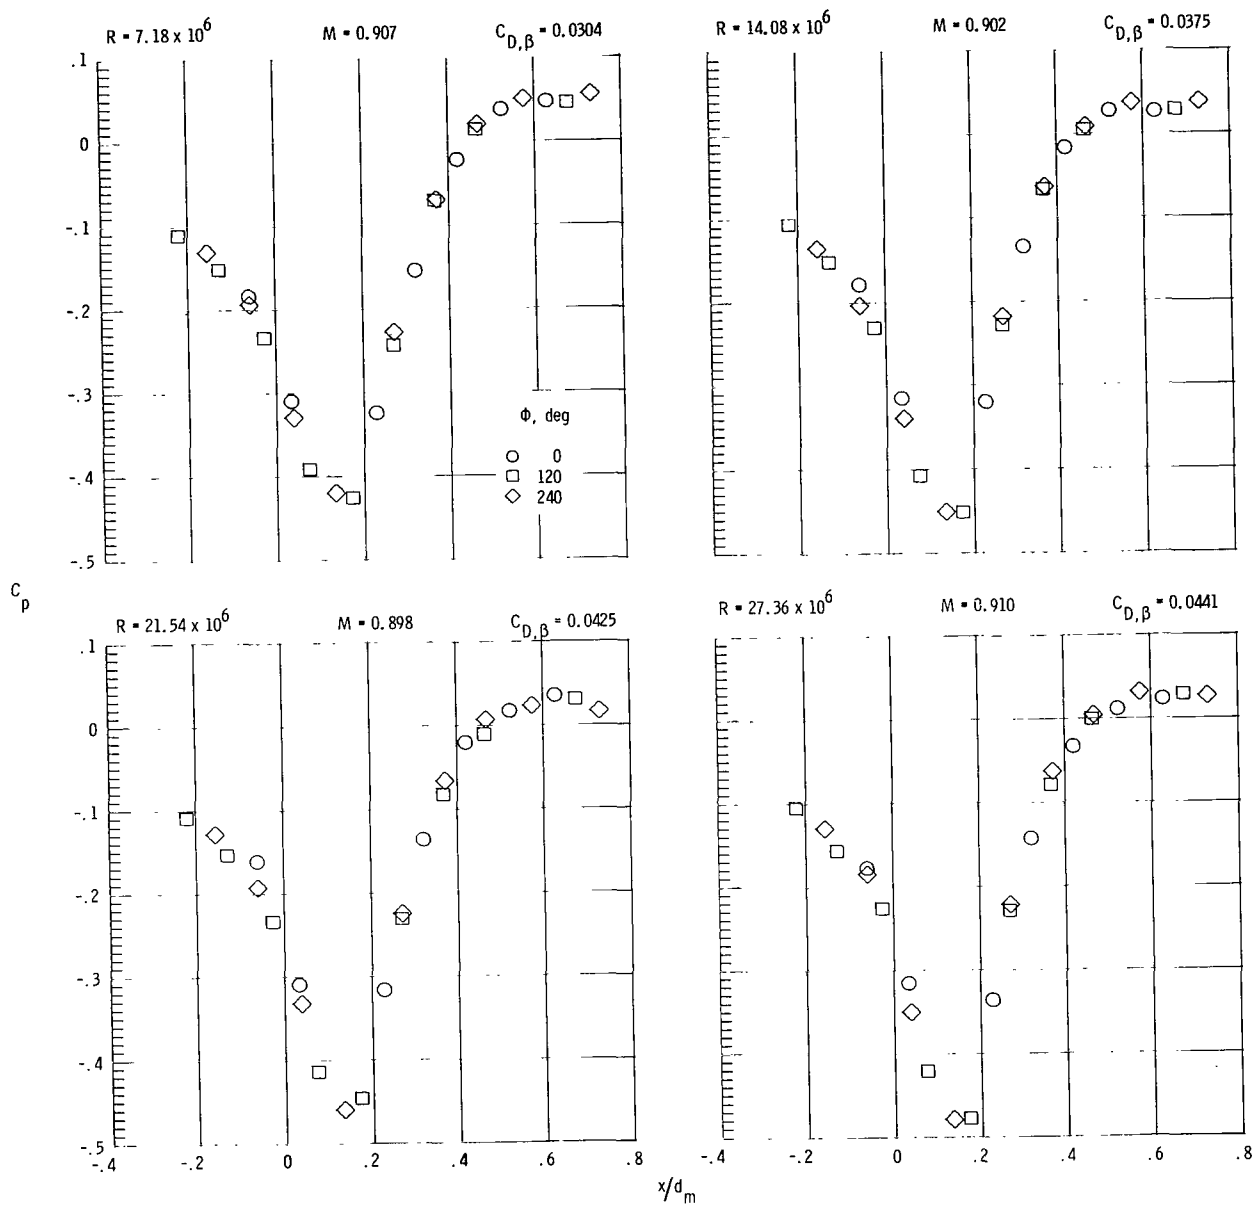 R = 7.18 x 10^6 M = 0.907 C_D,β = 0.0304
R = 14.08 x 10^6 M = 0.902 C_D,β = 0.0375
.1
0
-.1
-.2
-.3
-.4
-.5
Φ, deg
0
120
240
C_p
R = 21.54 x 10^6 M = 0.898 C_D,β = 0.0425
R = 27.36 x 10^6 M = 0.910 C_D,β = 0.0441
.1
0
-.1
-.2
-.3
-.4
-.5
-.4 -.2 0 .2 .4 .6 .8
-.4 -.2 0 .2 .4 .6 .8
x/d_m